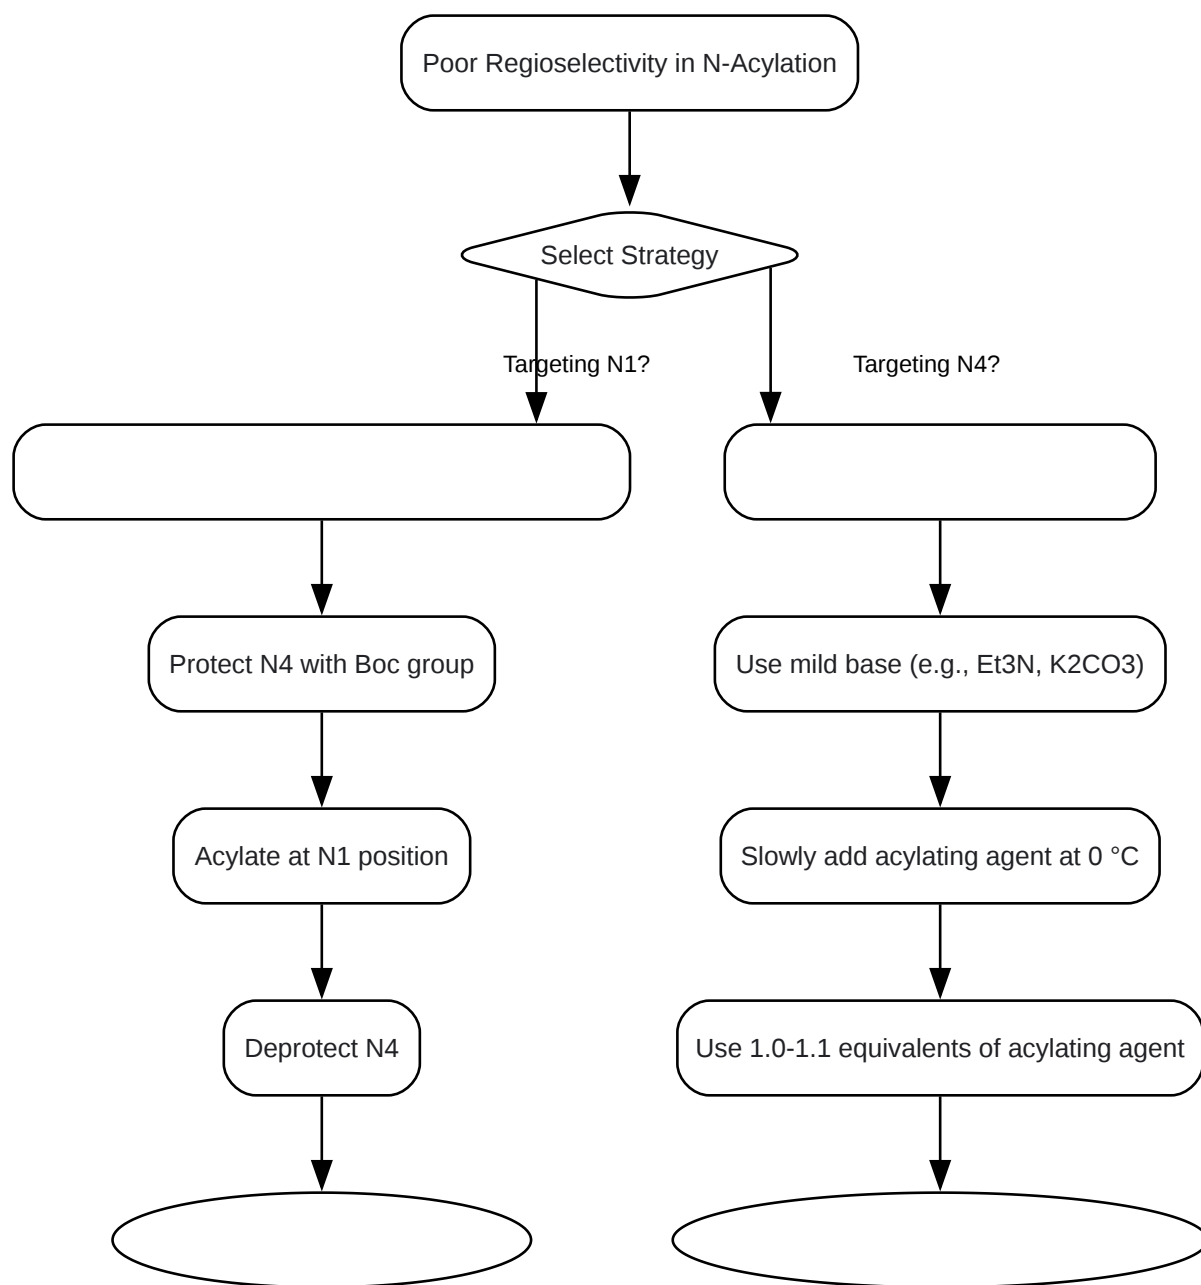 Poor Regioselectivity in N-Acylation
Select Strategy
Targeting N1?
Targeting N4?
Protect N4 with Boc group
Use mild base (e.g., Et3N, K2CO3)
Acylate at N1 position
Slowly add acylating agent at 0 °C
Deprotect N4
Use 1.0-1.1 equivalents of acylating agent